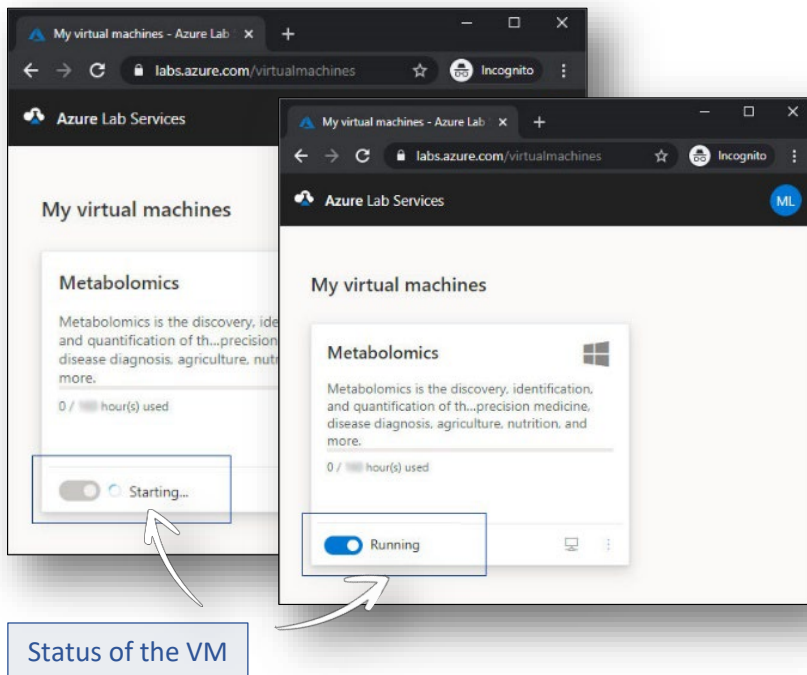 My virtual machines - Azure Lab
labs.azure.com/virtualmachines
Incognito
Azure Lab Services
My virtual machines
Metabolomics
Metabolomics is the discovery, ide
and quantification of th...precision
disease diagnosis, agriculture, nutr
more.
0 / hour(s) used
Starting...
My virtual machines - Azure Lab
labs.azure.com/virtualmachines
Incognito
Azure Lab Services
ML
My virtual machines
Metabolomics
Metabolomics is the discovery, identification,
and quantification of th...precision medicine,
disease diagnosis, agriculture, nutrition, and
more.
0 / hour(s) used
Running
Status of the VM